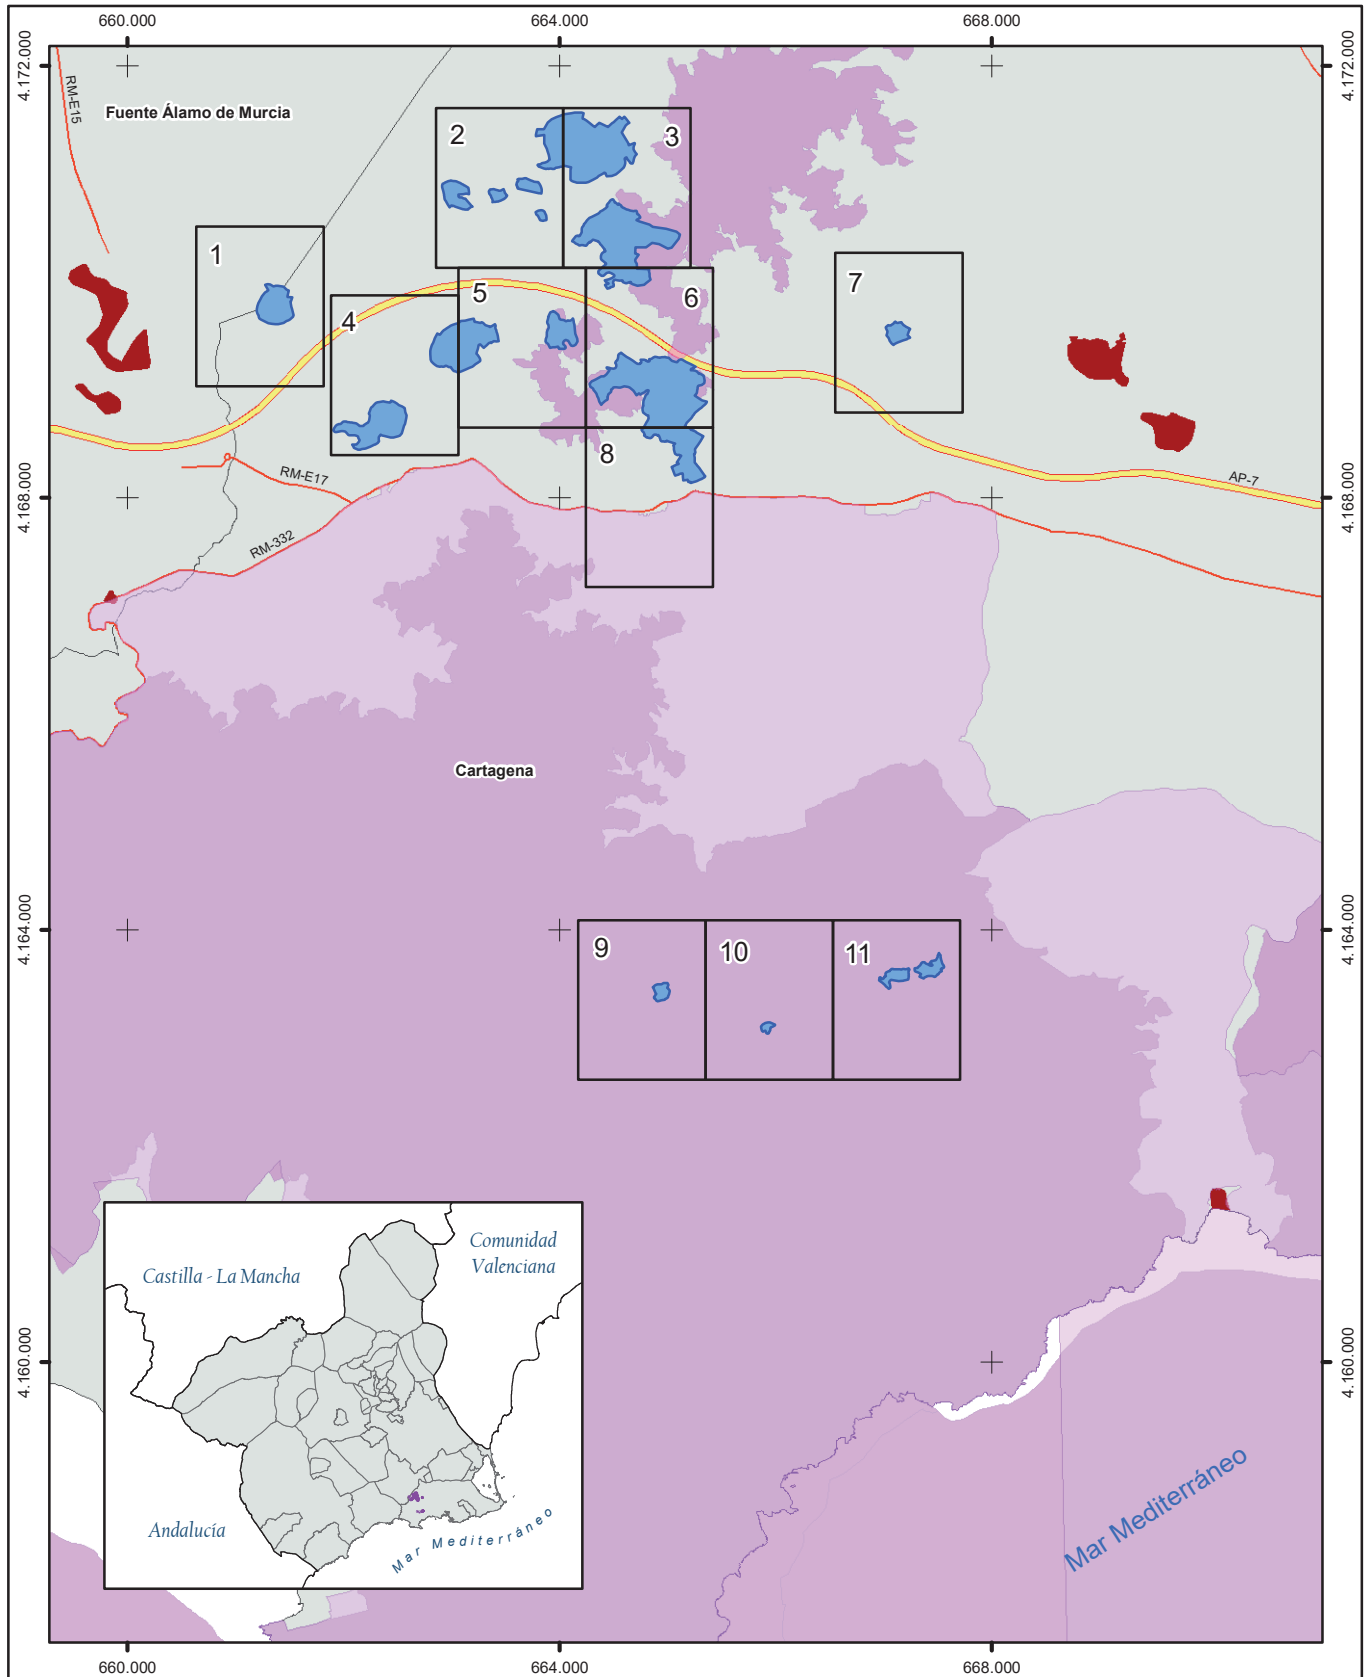 660.000
664.000
668.000
4.172.000
4.172.000
RM-E15
Fuente Álamo de Murcia
2
3
1
7
5
6
4
8
RM-E17
AP-7
4.168.000
4.168.000
RM-332
Cartagena
4.164.000
4.164.000
9
10
11
Comunidad
Valenciana
Castilla - La Mancha
4.160.000
4.160.000
Andalucía
Mar Mediterráneo
Mar Mediterráneo
660.000
664.000
668.000